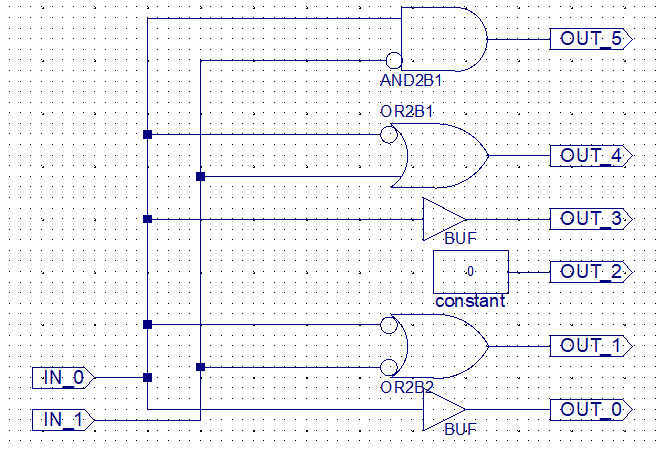 OUT_5
AND2B1
OR2B1
OUT_4
OUT_3
BUF
0
OUT_2
constant
OUT_1
IN_0
OR2B2
OUT_0
IN_1
BUF